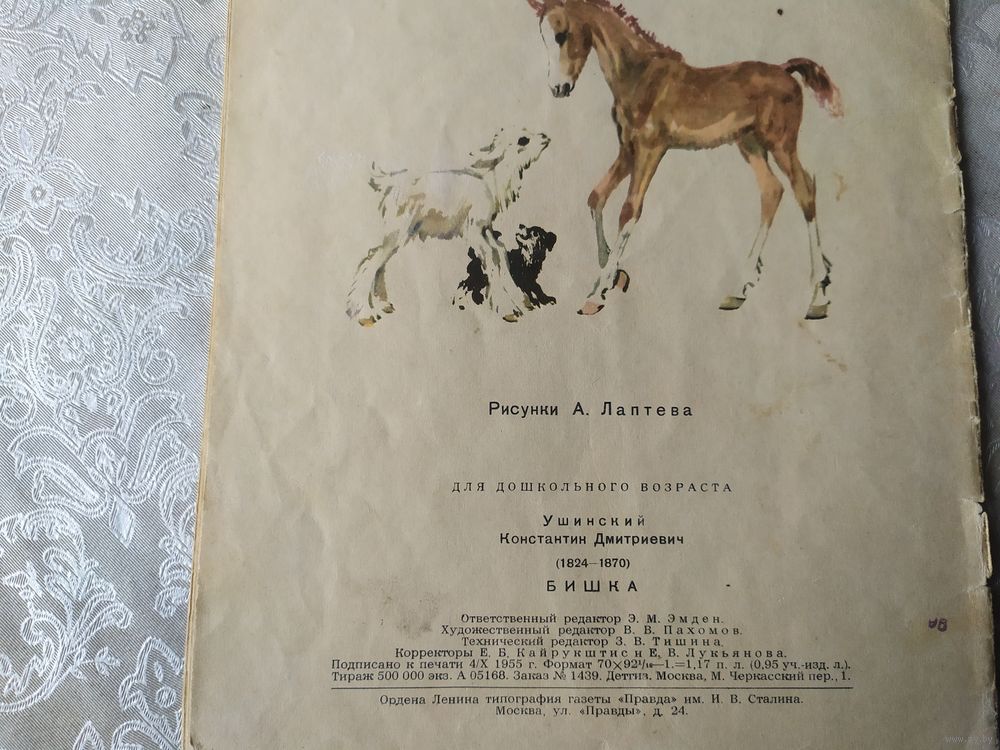 Рисунки А. Лаптева
ДЛЯ ДОШКОЛЬНОГО ВОЗРАСТА
Ушинский
Константин Дмитриевич
(1824—1870)
БИШКА
Ответственный редактор Э. М. Эмден.
Художественный редактор В. В. Пахомов.
Технический редактор З. В. Тишина.
Корректоры Е. Б. Кайрукштис и Е. В. Лукьянова.
Подписано к печати 4/X 1955 г. Формат 70×92¹/₁₆—1.=1,17 п. л. (0,95 уч.-изд. л.).
Тираж 500 000 экз. А 05168. Заказ № 1439. Детгиз. Москва, М. Черкасский пер., 1.
Ордена Ленина типография газеты «Правда» им. И. В. Сталина.
Москва, ул. «Правды», д. 24.